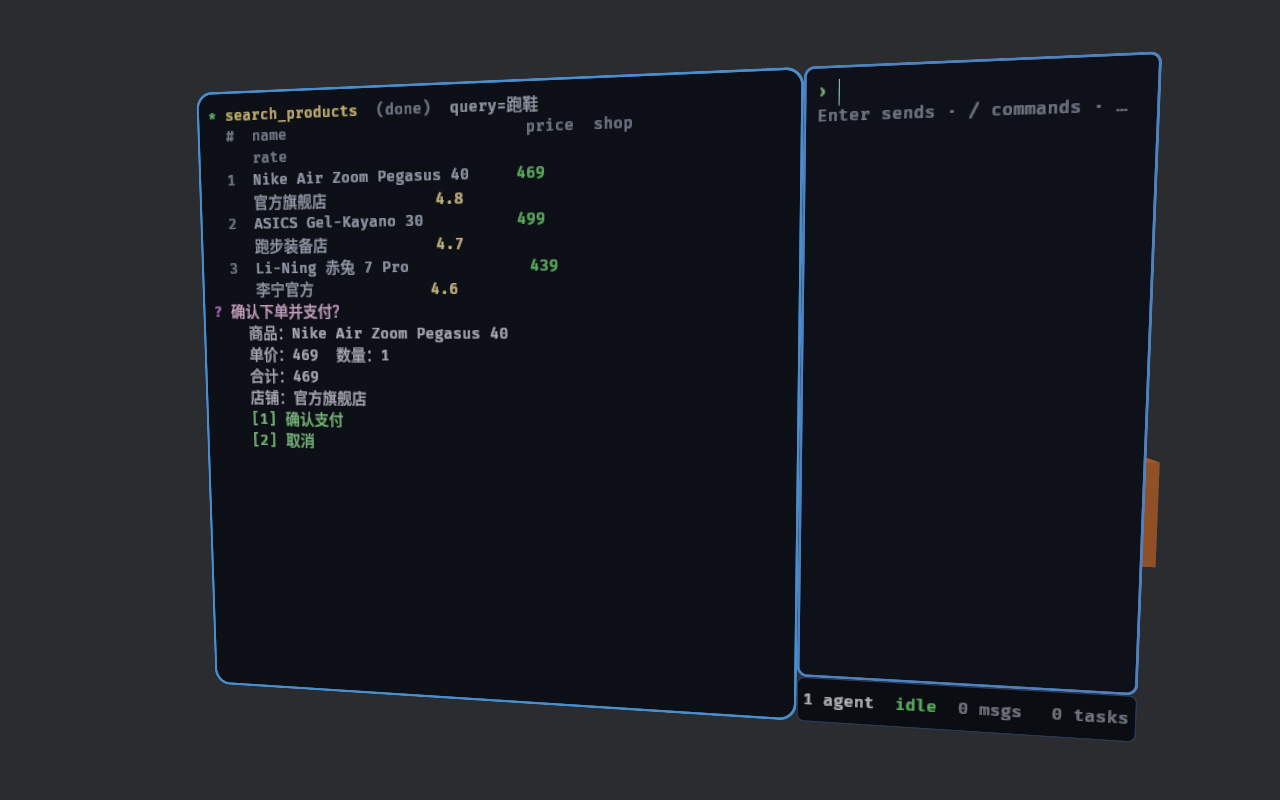 * search_products (done) query=跑鞋
# name price shop
rate
1 Nike Air Zoom Pegasus 40 469
官方旗舰店 4.8
2 ASICS Gel-Kayano 30 499
跑步装备店 4.7
3 Li-Ning 赤兔 7 Pro 439
李宁官方 4.6
? 确认下单并支付?
商品: Nike Air Zoom Pegasus 40
单价: 469 数量: 1
合计: 469
店铺: 官方旗舰店
[1] 确认支付
[2] 取消
›
Enter sends · / commands · …
1 agent idle 0 msgs 0 tasks